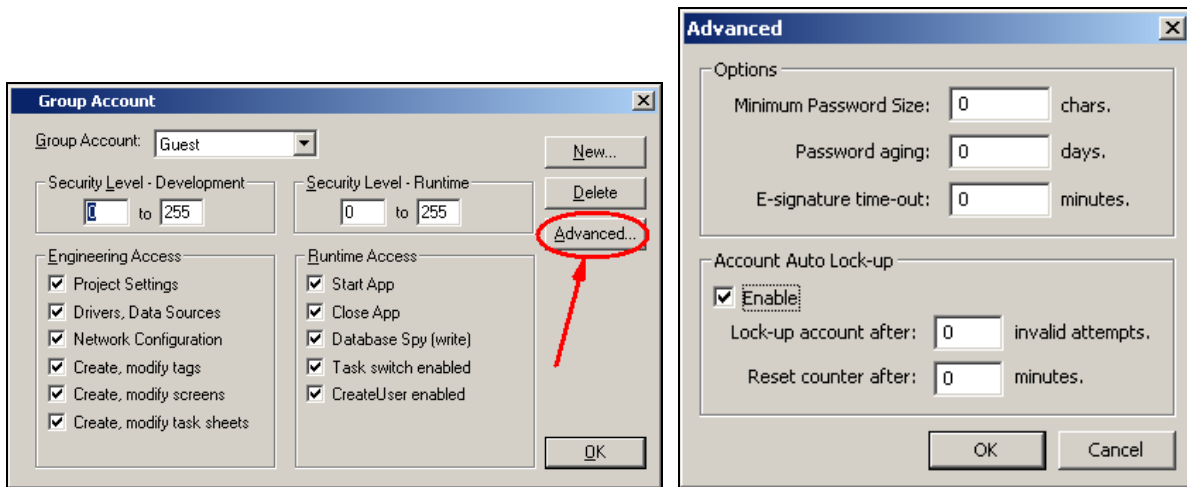 Group Account
Group Account: Guest
New...
Security Level - Development
0 to 255
Security Level - Runtime
0 to 255
Delete
Advanced...
Engineering Access
Project Settings
Drivers, Data Sources
Network Configuration
Create, modify tags
Create, modify screens
Create, modify task sheets
Runtime Access
Start App
Close App
Database Spy (write)
Task switch enabled
CreateUser enabled
OK
Advanced
Options
Minimum Password Size: 0 chars.
Password aging: 0 days.
E-signature time-out: 0 minutes.
Account Auto Lock-up
Enable
Lock-up account after: 0 invalid attempts.
Reset counter after: 0 minutes.
OK Cancel